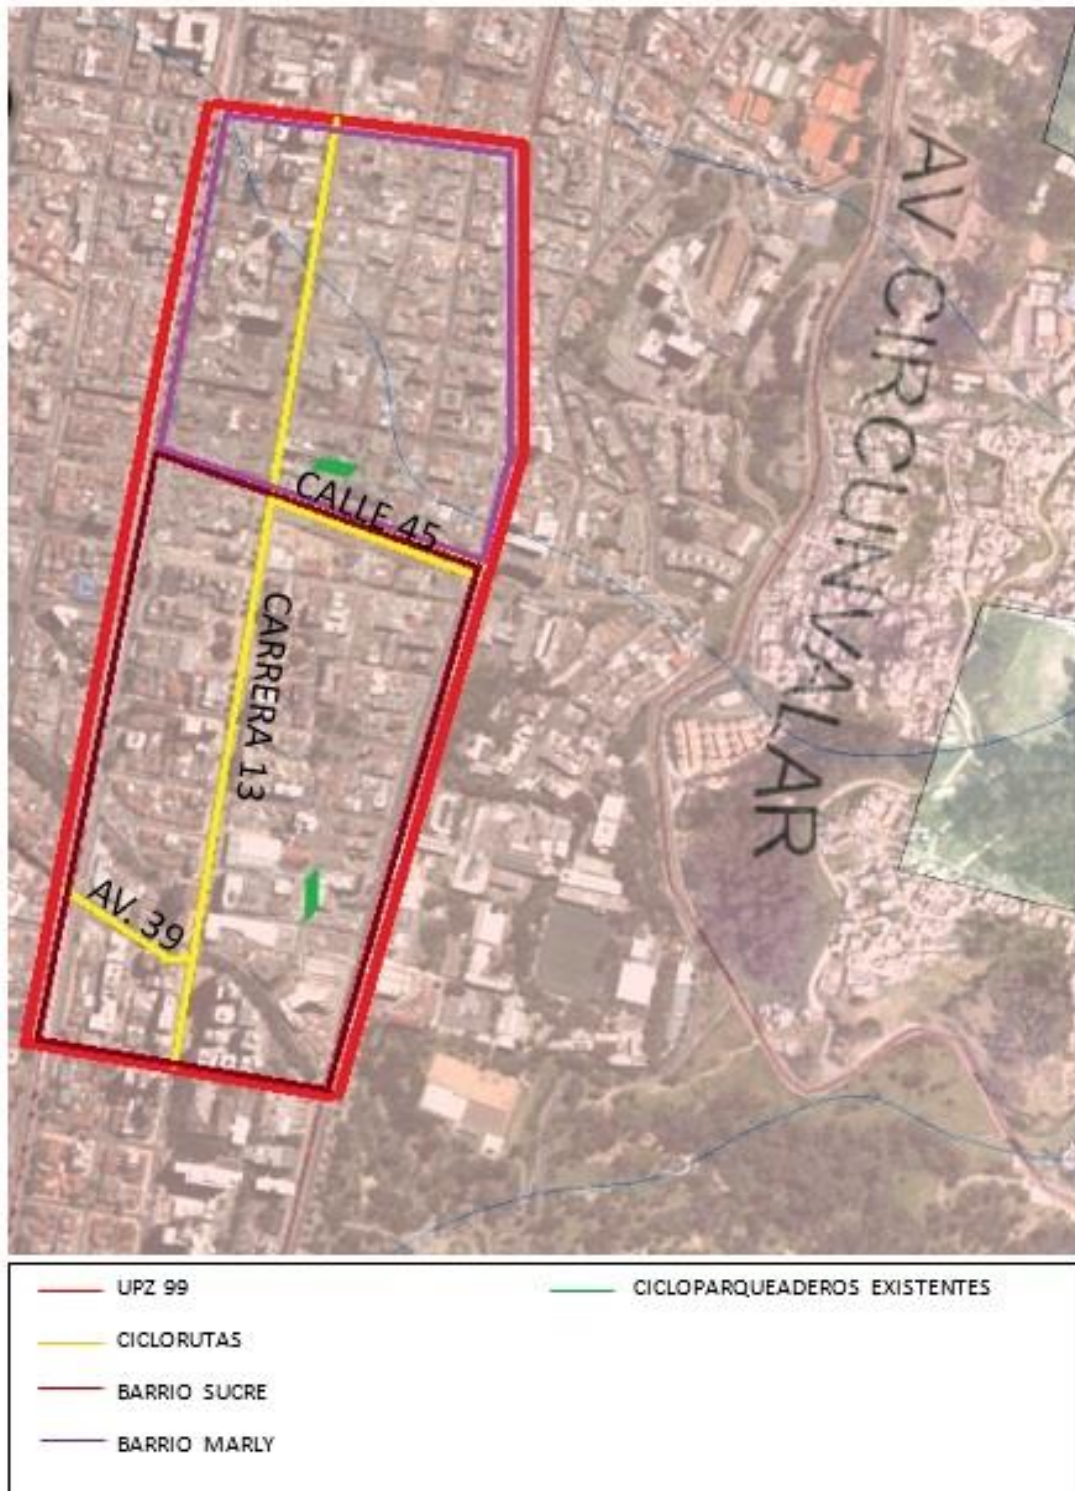 AV CIRCUNVALAR
CALLE 45
CARRERA 13
AV. 39
UPZ 99
CICLORUTAS
BARRIO SUCRE
BARRIO MARLY
CICLOPARQUEADEROS EXISTENTES